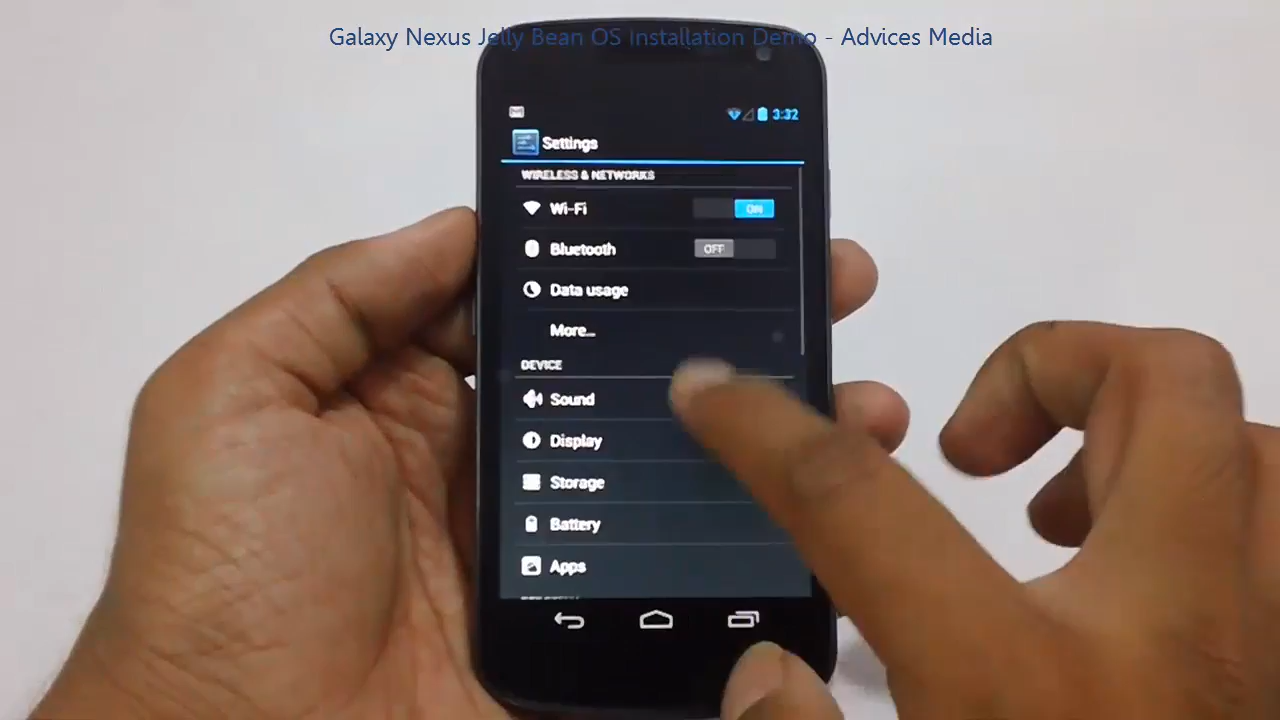 Galaxy Nexus Jelly Bean OS Installation Demo - Advices Media
3:32
Settings
WIRELESS & NETWORKS
Wi-Fi
ON
Bluetooth
OFF
Data usage
More...
DEVICE
Sound
Display
Storage
Battery
Apps